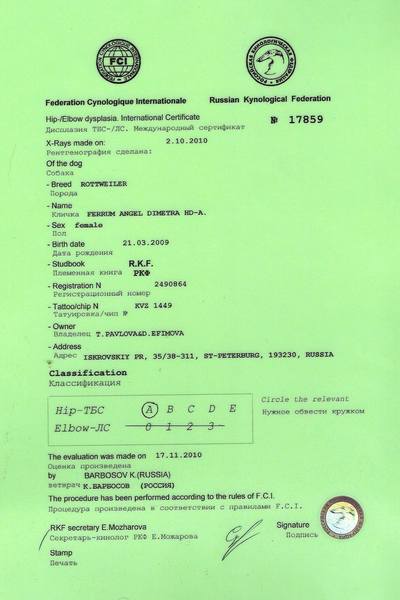 FCI
Federation Cynologique Internationale Russian Kynological Federation
Hip-/Elbow dysplasia. International Certificate № 17859
Дисплазия ТБС-/ЛС. Международный сертификат
X-Rays made on: 2.10.2010
Рентгенография сделана:
Of the dog
Собака
- Breed ROTTWEILER
Порода
- Name
Кличка FERRUM ANGEL DIMETRA HD-A.
- Sex female
Пол
- Birth date 21.03.2009
Дата рождения
- Studbook R.K.F.
Племенная книга РКФ
- Registration N 2490864
Регистрационный номер
- Tattoo/chip N KVZ 1449
Татуировка/чип №
- Owner
Владелец T.PAVLOVA&D.EFIMOVA
- Address
Адрес ISKROVSKIY PR, 35/38-311, ST-PETERBURG, 193230, RUSSIA
Classification
Классификация
Hip-ТБС A B C D E Circle the relevant
Elbow-ЛС 0 1 2 3 Нужное обвести кружком
The evaluation was made on 17.11.2010
Оценка произведена
by BARBOSOV K.(RUSSIA)
ветврач К.БАРБОСОВ (РОССИЯ)
The procedure has been performed according to the rules of F.C.I.
Процедура произведена в соответствии с правилами F.C.I.
RKF secretary E.Mozharova Signature
Секретарь-кинолог РКФ Е.Можарова Подпись
Stamp
Печать